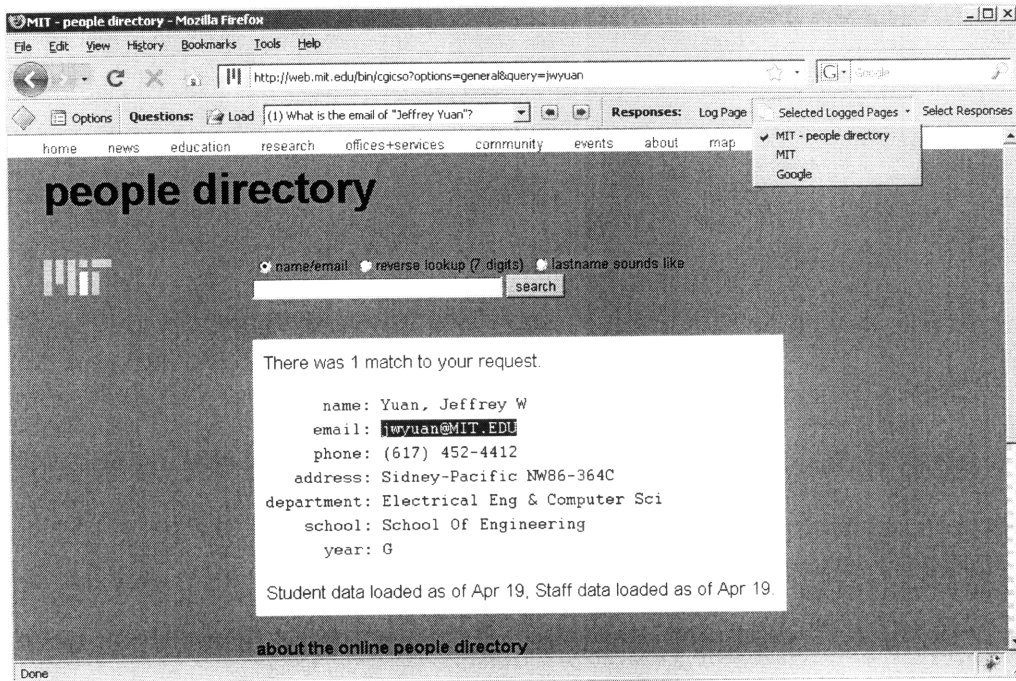 MIT - people directory - Mozilla Firefox
File Edit View History Bookmarks Tools Help
http://web.mit.edu/bin/cgicso?options=general&query=jwyuan
G Google
Options Questions: Load (1) What is the email of "Jeffrey Yuan"? Responses: Log Page Selected Logged Pages Select Responses
MIT - people directory
MIT
Google
home news education research offices+services community events about map
people directory
name/email reverse lookup (7 digits) lastname sounds like
search
There was 1 match to your request.
name: Yuan, Jeffrey W
email: jwyuan@MIT.EDU
phone: (617) 452-4412
address: Sidney-Pacific NW86-364C
department: Electrical Eng & Computer Sci
school: School Of Engineering
year: G
Student data loaded as of Apr 19, Staff data loaded as of Apr 19.
about the online people directory
Done